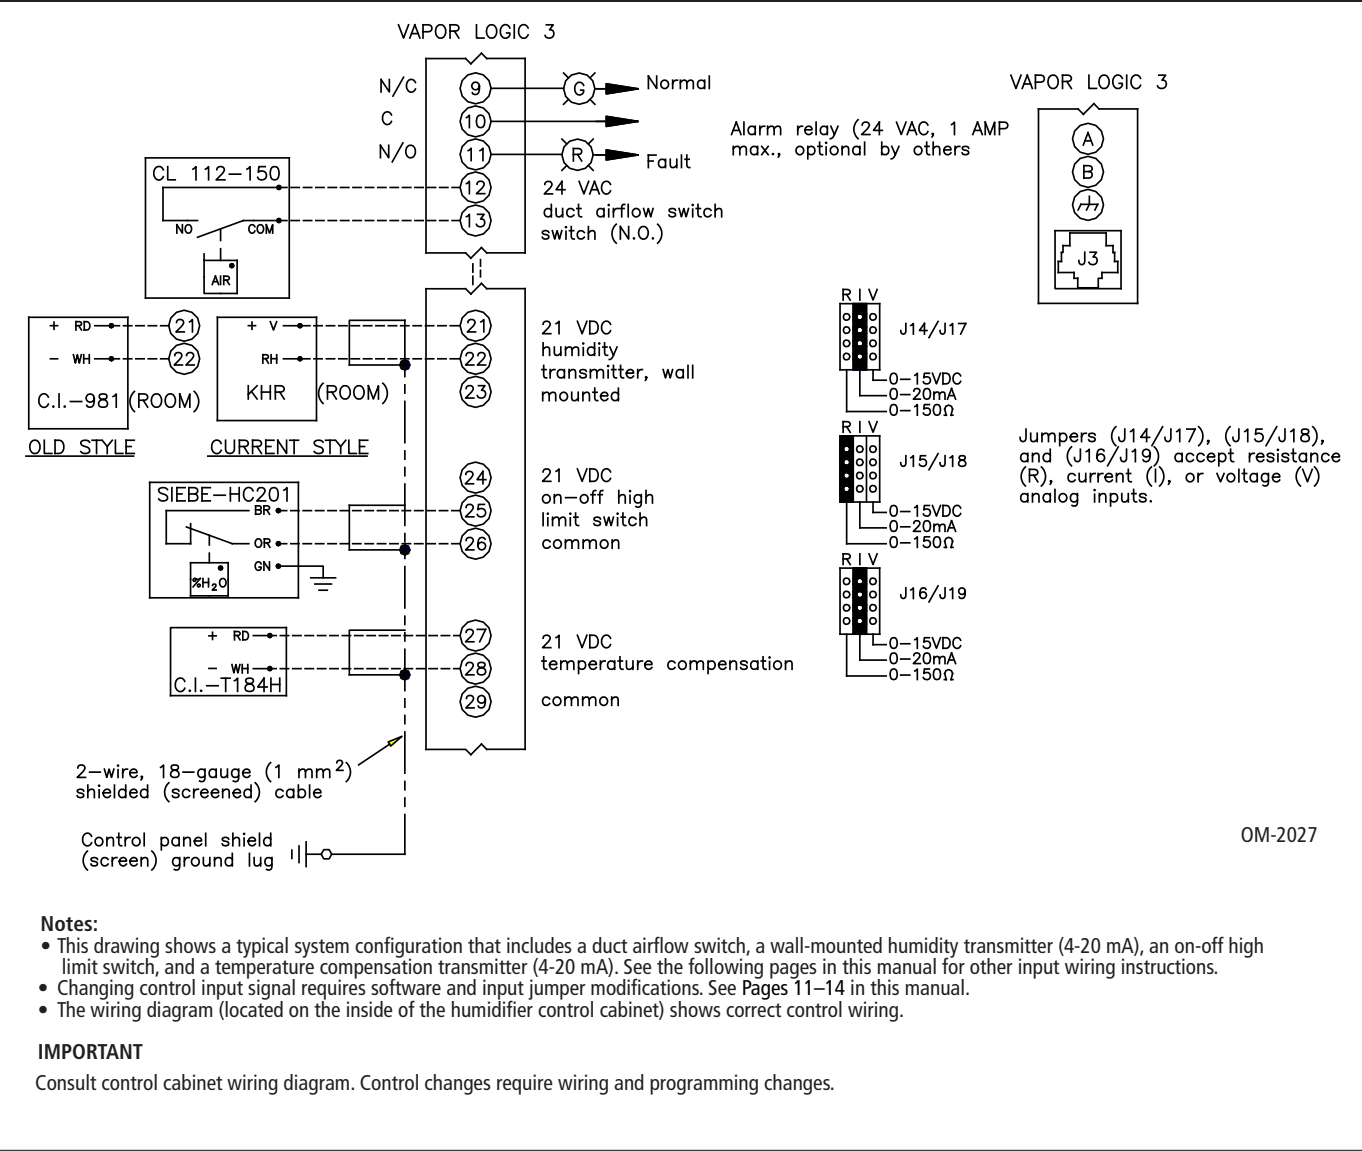 VAPOR LOGIC 3
N/C 9 G Normal
C 10
N/O 11 R Fault
Alarm relay (24 VAC, 1 AMP
max., optional by others
CL 112-150
NO COM
AIR
12 24 VAC
13 duct airflow switch
switch (N.O.)
VAPOR LOGIC 3
A
B
J3
+ RD 21
- WH 22
C.I.-981 (ROOM)
OLD STYLE
+ V
RH
KHR (ROOM)
CURRENT STYLE
21 21 VDC
22 humidity
transmitter, wall
23 mounted
SIEBE-HC201
BR
OR
GN
%H2O
24 21 VDC
25 on-off high
limit switch
26 common
+ RD
- WH
C.I.-T184H
27 21 VDC
28 temperature compensation
29 common
R I V
J14/J17
0-15VDC
0-20mA
0-150Ω
R I V
J15/J18
0-15VDC
0-20mA
0-150Ω
R I V
J16/J19
0-15VDC
0-20mA
0-150Ω
Jumpers (J14/J17), (J15/J18),
and (J16/J19) accept resistance
(R), current (I), or voltage (V)
analog inputs.
2-wire, 18-gauge (1 mm²)
shielded (screened) cable
Control panel shield
(screen) ground lug
OM-2027
Notes:
• This drawing shows a typical system configuration that includes a duct airflow switch, a wall-mounted humidity transmitter (4-20 mA), an on-off high
limit switch, and a temperature compensation transmitter (4-20 mA). See the following pages in this manual for other input wiring instructions.
• Changing control input signal requires software and input jumper modifications. See Pages 11–14 in this manual.
• The wiring diagram (located on the inside of the humidifier control cabinet) shows correct control wiring.
IMPORTANT
Consult control cabinet wiring diagram. Control changes require wiring and programming changes.